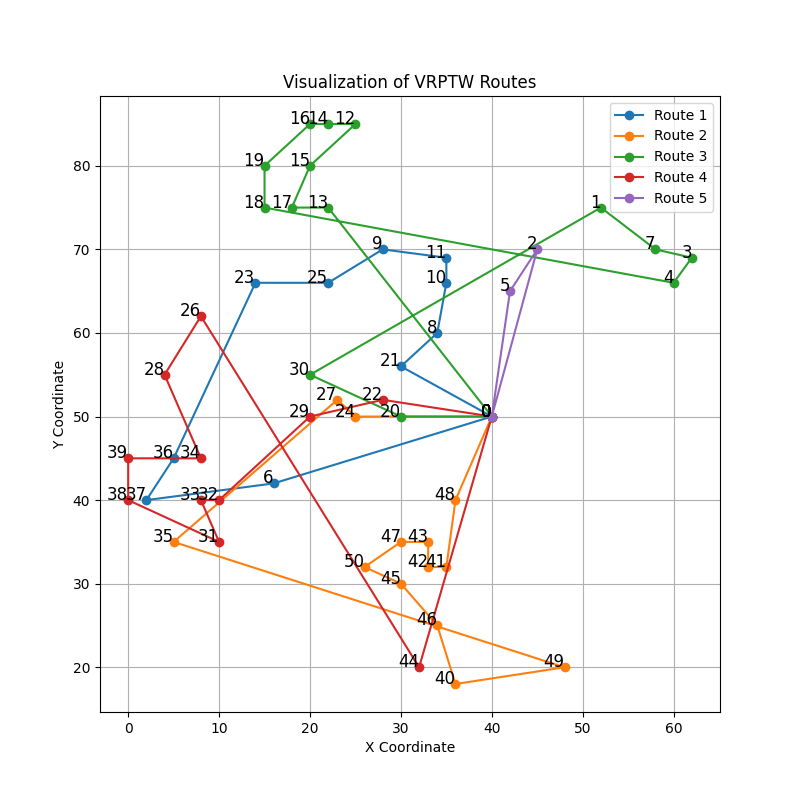 Visualization of VRPTW Routes
Route 1
Route 2
Route 3
Route 4
Route 5
16 14 12
19 15
18 17 13 1
9 2 7
11 3
23 25 10 5 4
26 8
28 30 21
27 22
29 24 20 0
39 36 34
6
38 37 33 32 48
35 31 47 43
50 42 41
45
46
44 49
40
80
70
60
50
40
30
20
0 10 20 30 40 50 60
X Coordinate
Y Coordinate